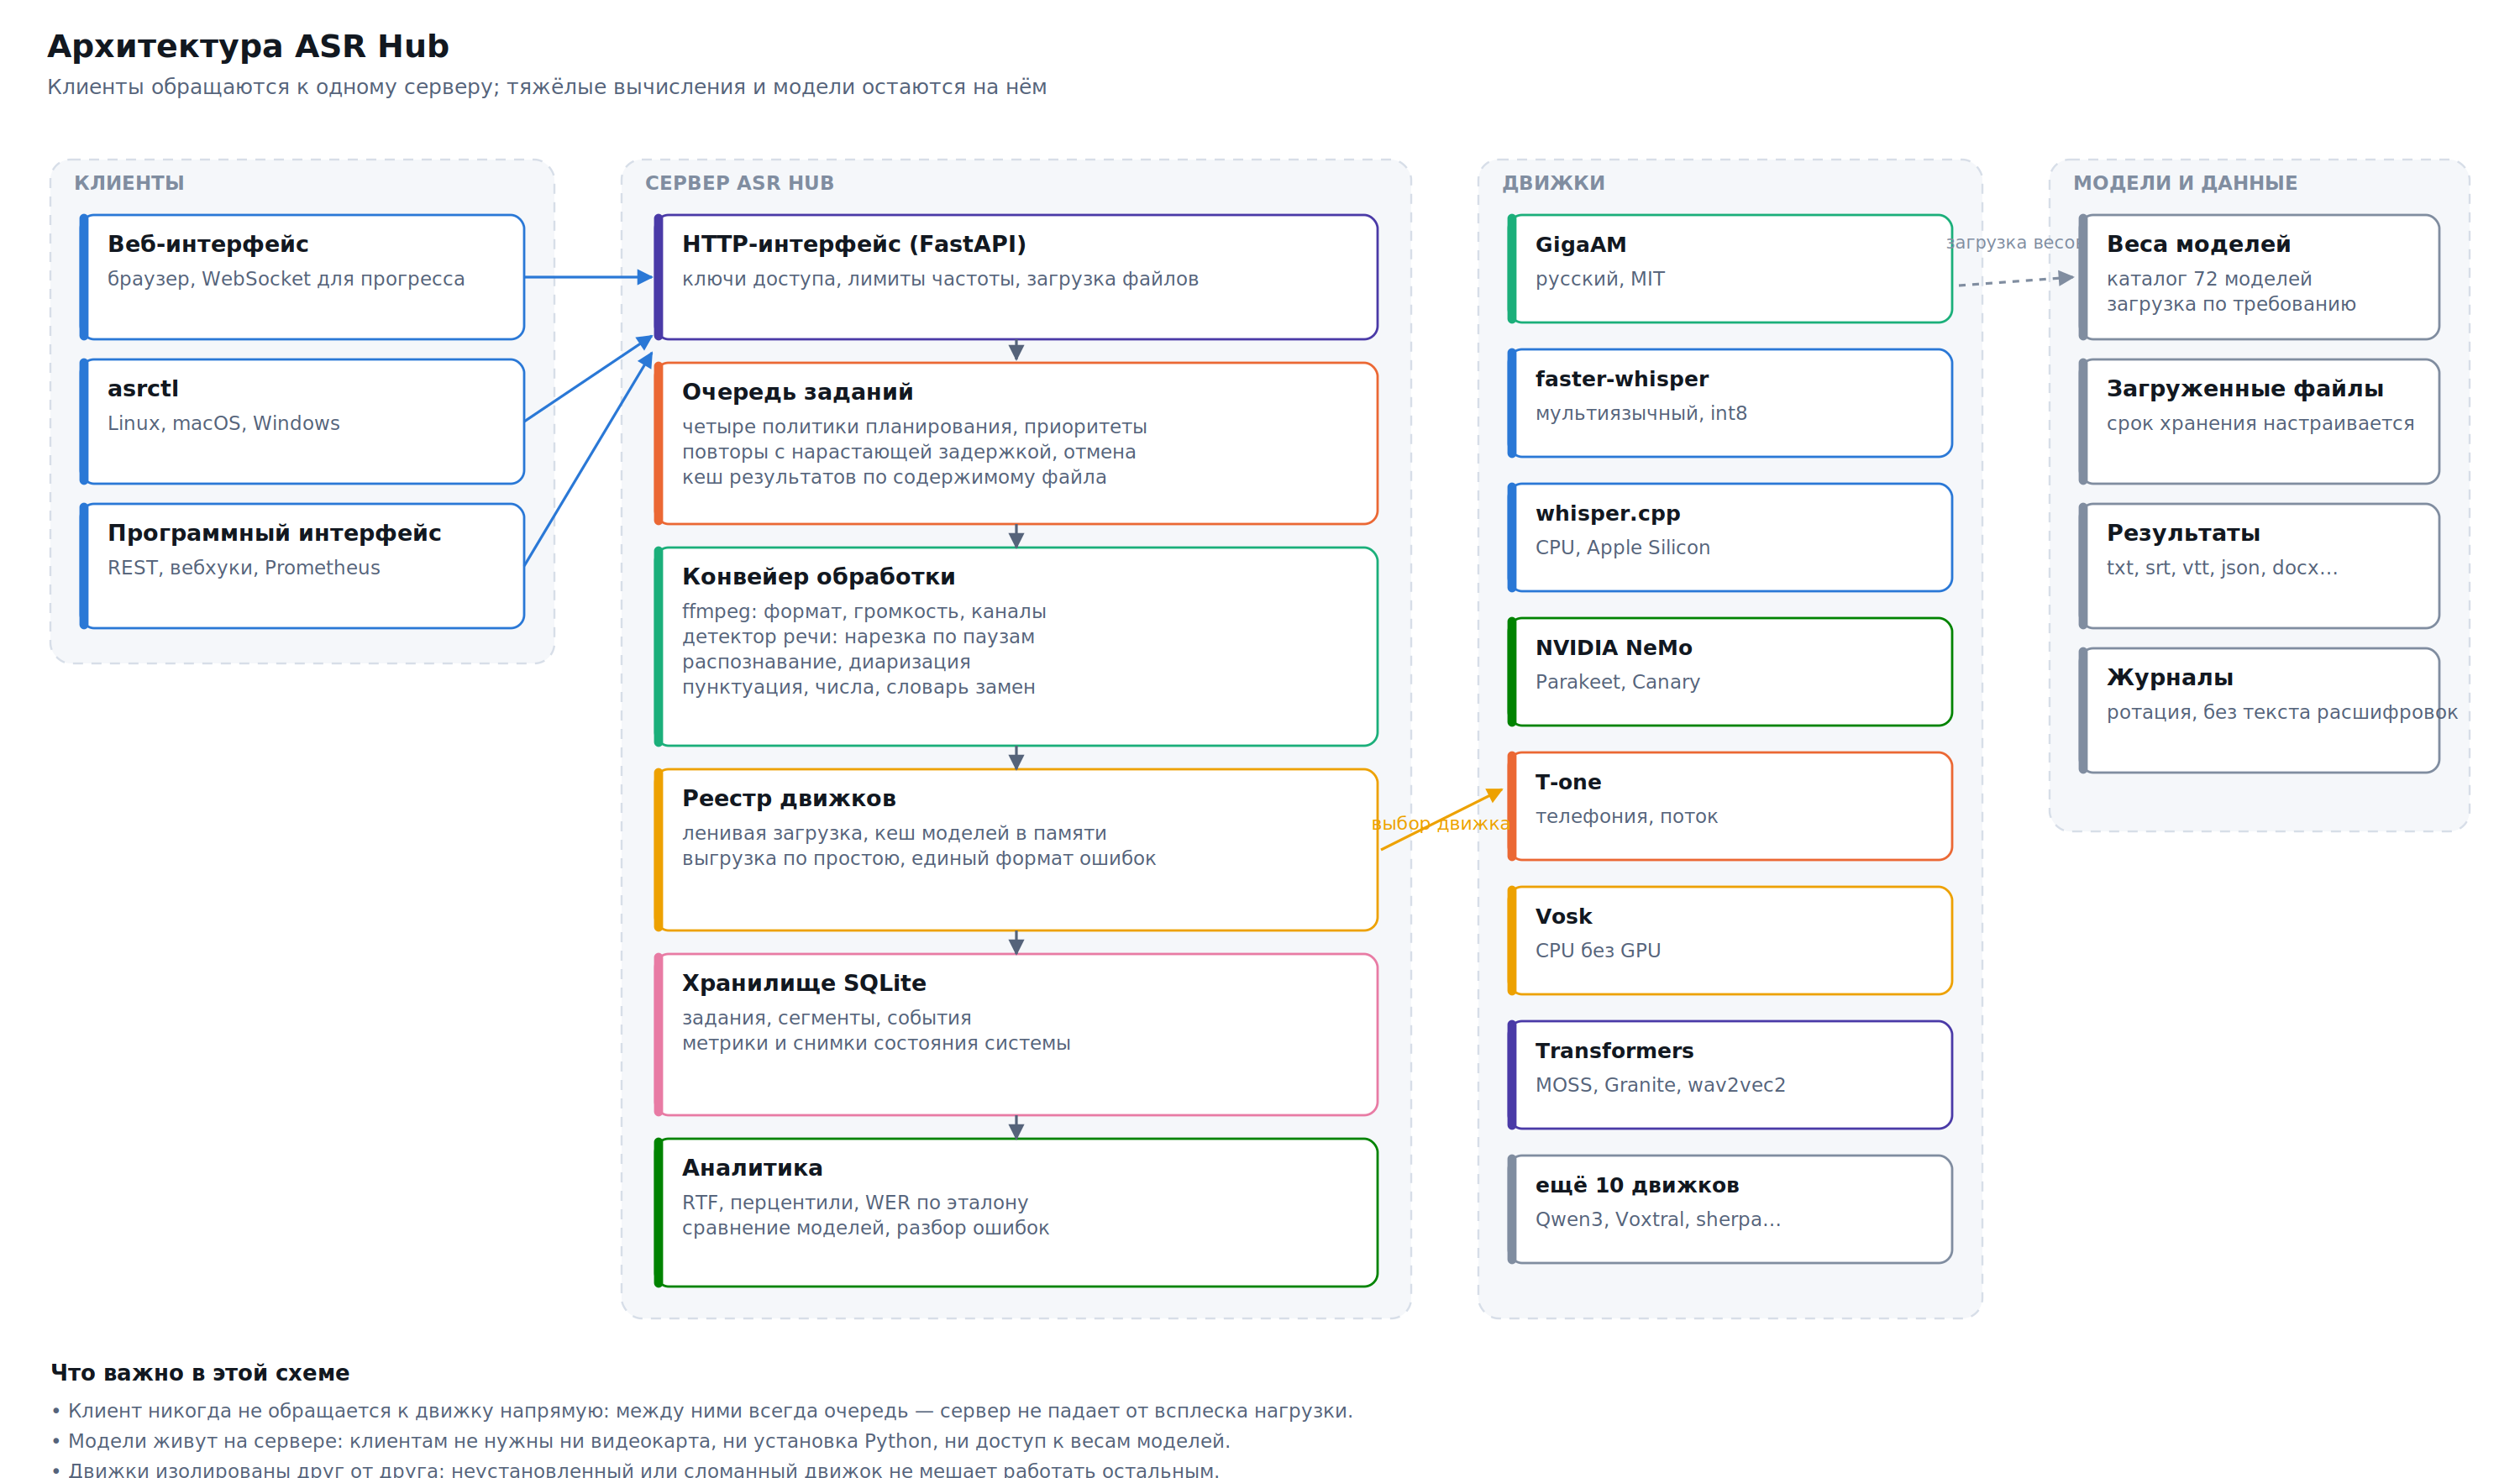 Архитектура ASR Hub
Клиенты обращаются к одному серверу; тяжёлые вычисления и модели остаются на нём
КЛИЕНТЫ
Веб-интерфейс
браузер, WebSocket для прогресса
asrctl
Linux, macOS, Windows
Программный интерфейс
REST, вебхуки, Prometheus
СЕРВЕР ASR HUB
HTTP-интерфейс (FastAPI)
ключи доступа, лимиты частоты, загрузка файлов
Очередь заданий
четыре политики планирования, приоритеты
повторы с нарастающей задержкой, отмена
кеш результатов по содержимому файла
Конвейер обработки
ffmpeg: формат, громкость, каналы
детектор речи: нарезка по паузам
распознавание, диаризация
пунктуация, числа, словарь замен
Реестр движков
ленивая загрузка, кеш моделей в памяти
выгрузка по простою, единый формат ошибок
Хранилище SQLite
задания, сегменты, события
метрики и снимки состояния системы
Аналитика
RTF, перцентили, WER по эталону
сравнение моделей, разбор ошибок
выбор движка
ДВИЖКИ
GigaAM
русский, MIT
faster-whisper
мультиязычный, int8
whisper.cpp
CPU, Apple Silicon
NVIDIA NeMo
Parakeet, Canary
T-one
телефония, поток
Vosk
CPU без GPU
Transformers
MOSS, Granite, wav2vec2
ещё 10 движков
Qwen3, Voxtral, sherpa…
загрузка весов
МОДЕЛИ И ДАННЫЕ
Веса моделей
каталог 72 моделей
загрузка по требованию
Загруженные файлы
срок хранения настраивается
Результаты
txt, srt, vtt, json, docx…
Журналы
ротация, без текста расшифровок
Что важно в этой схеме
• Клиент никогда не обращается к движку напрямую: между ними всегда очередь — сервер не падает от всплеска нагрузки.
• Модели живут на сервере: клиентам не нужны ни видеокарта, ни установка Python, ни доступ к весам моделей.
• Движки изолированы друг от друга: неустановленный или сломанный движок не мешает работать остальным.